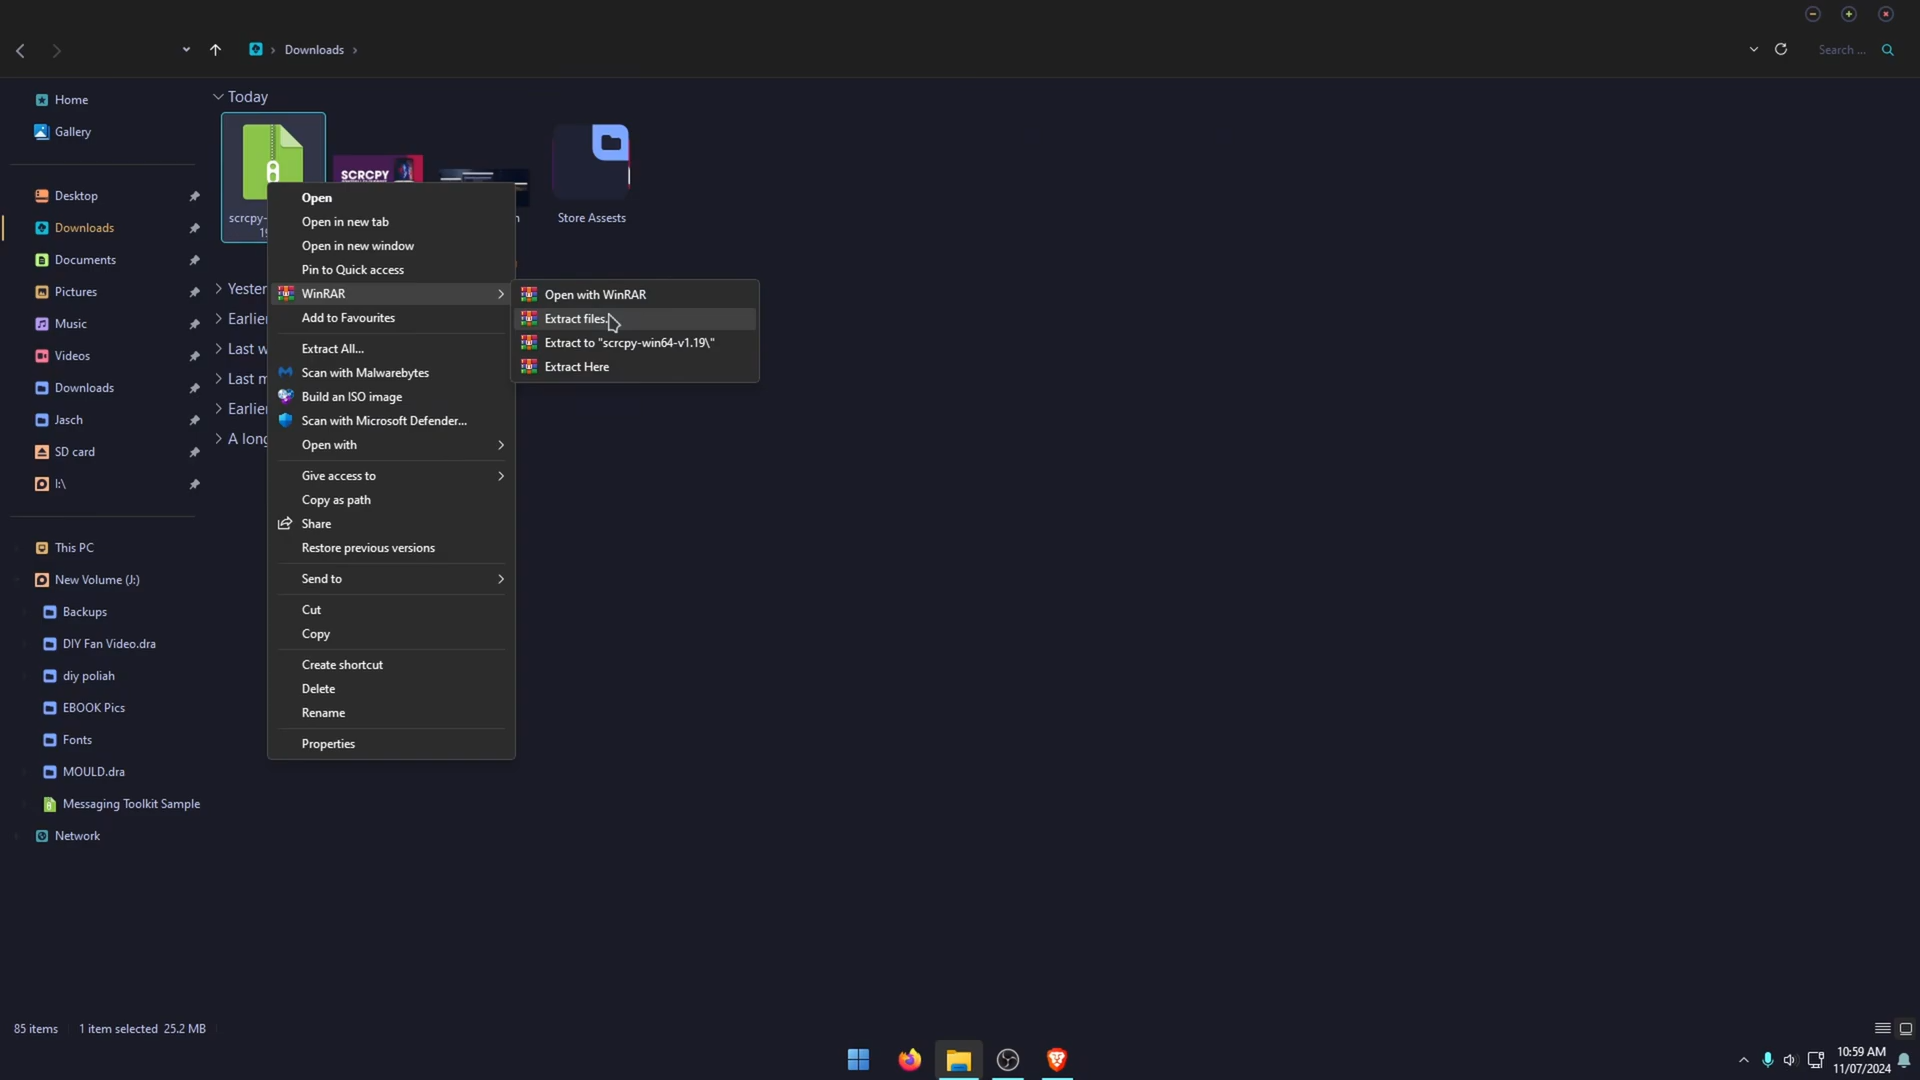 Downloads
Search ...
Home
Gallery
Desktop
Downloads
Documents
Pictures
Music
Videos
Downloads
Jasch
SD card
I:\
This PC
New Volume (J:)
Backups
DIY Fan Video.dra
diy poliah
EBOOK Pics
Fonts
MOULD.dra
Messaging Toolkit Sample
Network
Today
SCRCPY
scrcpy-
Store Assests
Yester
Earlie
Last w
Last m
Earlie
A long
Open
Open in new tab
Open in new window
Pin to Quick access
WinRAR
Add to Favourites
Extract All...
Scan with Malwarebytes
Build an ISO image
Scan with Microsoft Defender...
Open with
Give access to
Copy as path
Share
Restore previous versions
Send to
Cut
Copy
Create shortcut
Delete
Rename
Properties
Open with WinRAR
Extract files.
Extract to "scrcpy-win64-v1.19\"
Extract Here
85 items 1 item selected 25.2 MB
10:59 AM
11/07/2024